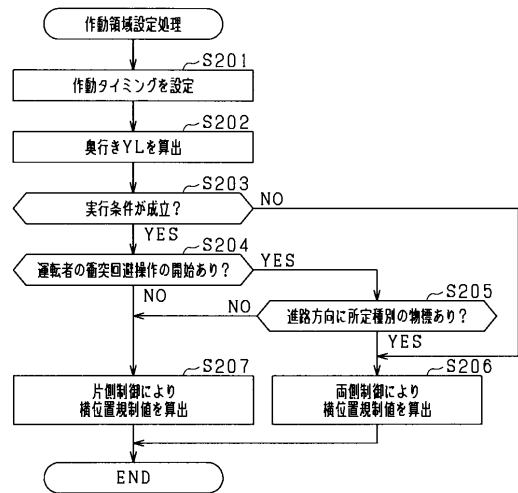 作動領域設定処理
S201
作動タイミングを設定
S202
奥行きYLを算出
S203
実行条件が成立?
NO
YES
S204
運転者の衝突回避操作の開始あり?
YES
NO
S205
進路方向に所定種別の物標あり?
NO
YES
S207
片側制御により
横位置規制値を算出
S206
両側制御により
横位置規制値を算出
END